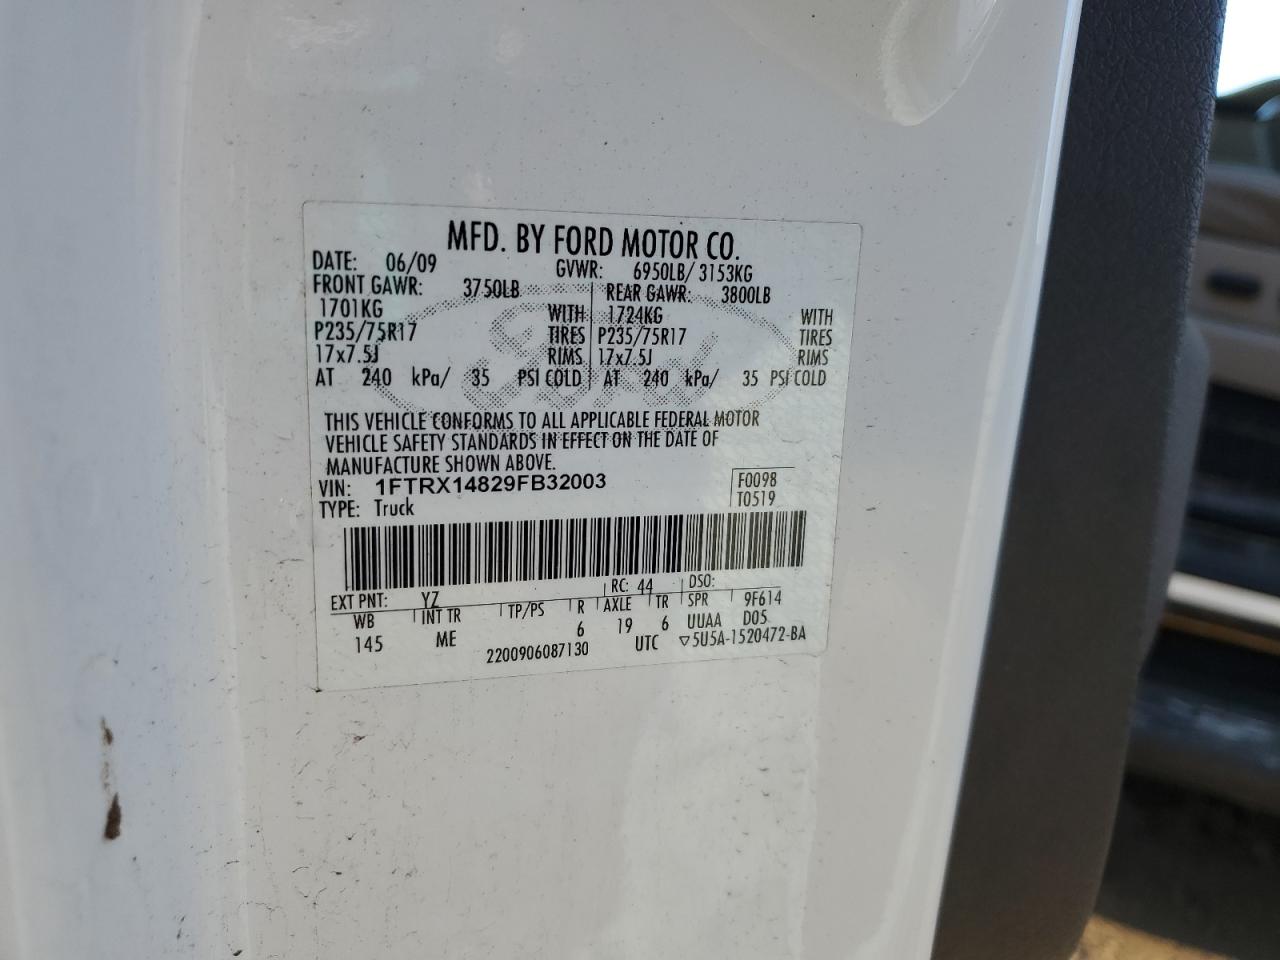 MFD. BY FORD MOTOR CO.
DATE: 06/09 GVWR: 6950LB/ 3153KG
FRONT GAWR: 3750LB REAR GAWR: 3800LB
1701KG WITH 1724KG WITH
P235/75R17 TIRES P235/75R17 TIRES
17x7.5J RIMS 17x7.5J RIMS
AT 240 kPa/ 35 PSI COLD AT 240 kPa/ 35 PSI COLD
Ford
THIS VEHICLE CONFORMS TO ALL APPLICABLE FEDERAL MOTOR
VEHICLE SAFETY STANDARDS IN EFFECT ON THE DATE OF
MANUFACTURE SHOWN ABOVE.
VIN: 1FTRX14829FB32003 F0098
TYPE: Truck T0519
EXT PNT: YZ RC: 44 DSO:
WB INT TR TP/PS R AXLE TR SPR 9F614
145 ME 6 19 6 UUAA D05
2200906087130 UTC ▽5U5A-1520472-BA